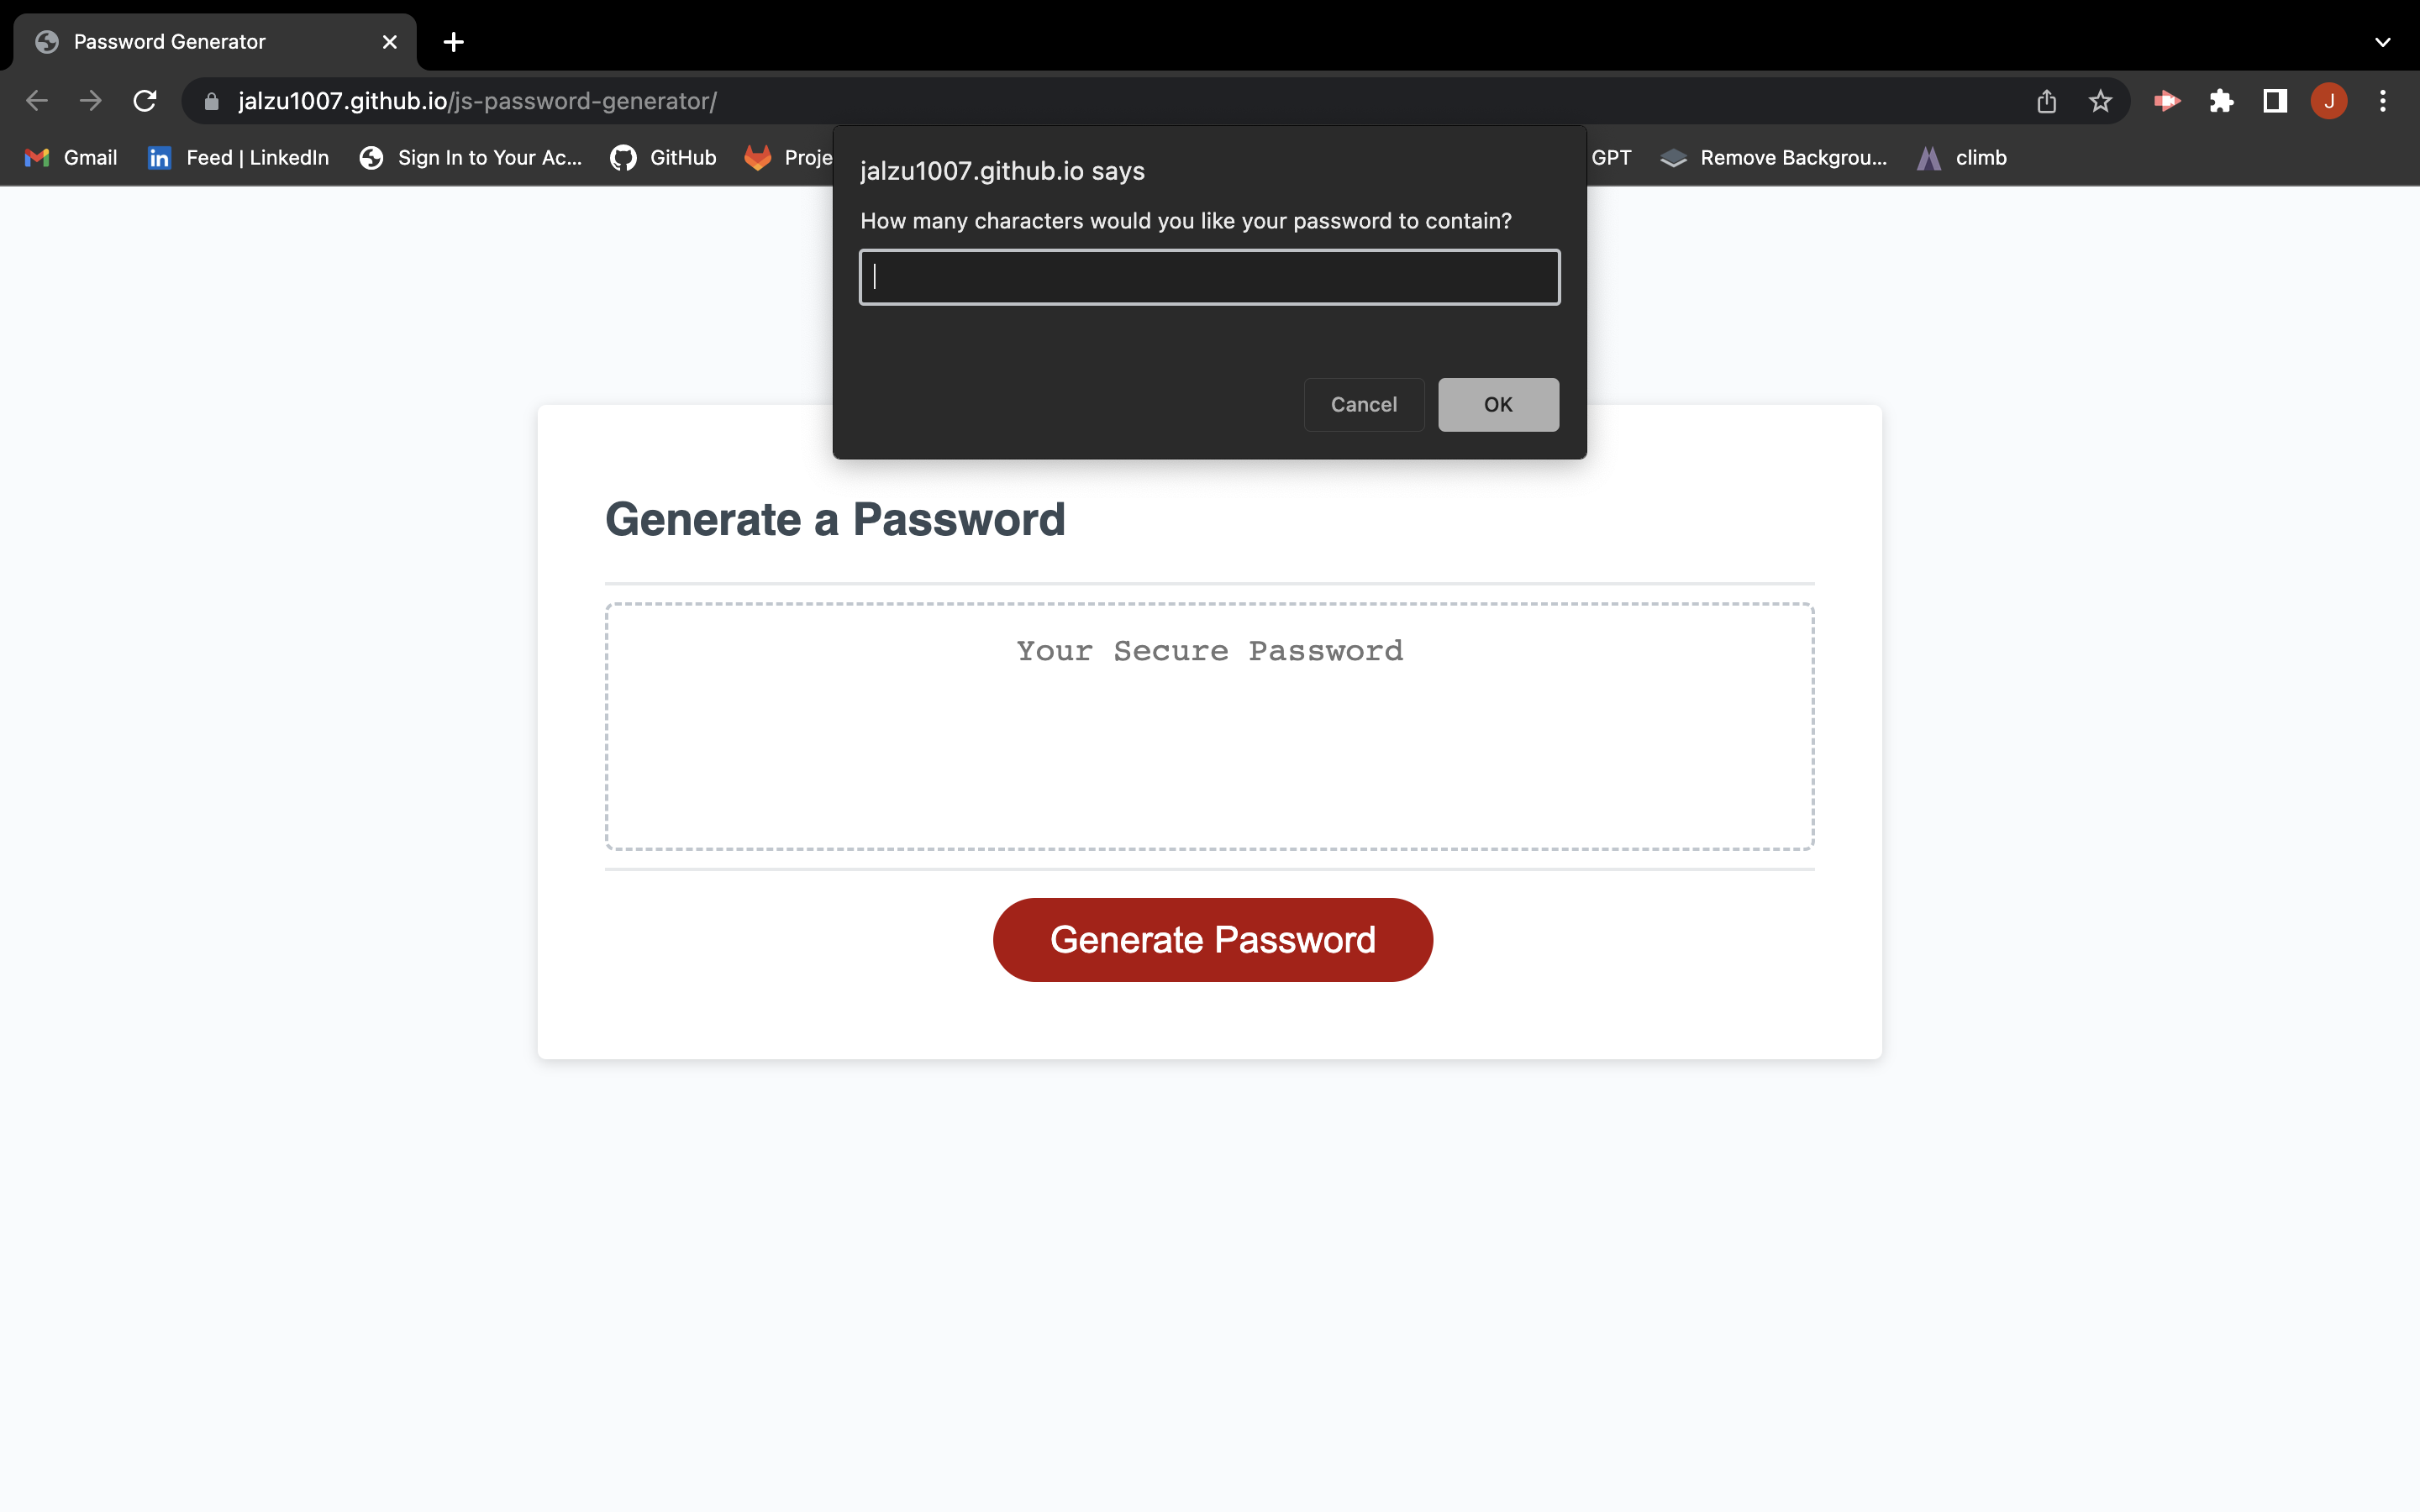 Password Generator
jalzu1007.github.io/js-password-generator/
J
Gmail
in Feed | LinkedIn
Sign In to Your Ac...
GitHub
Proje
GPT
Remove Backgrou...
climb
jalzu1007.github.io says
How many characters would you like your password to contain?
Cancel
OK
Generate a Password
Your Secure Password
Generate Password